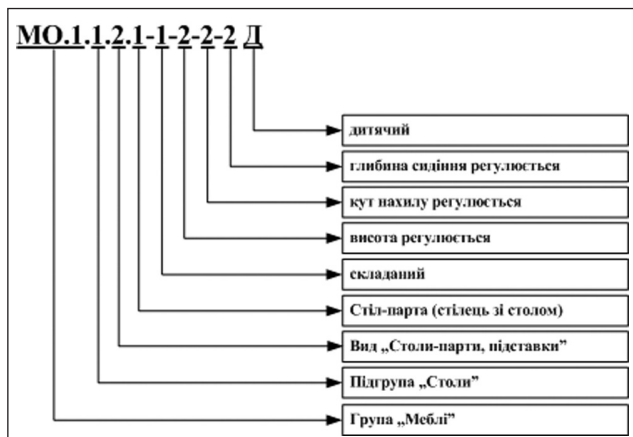 МО.1.1.2.1-1-2-2-2 Д
дитячий
глибина сидіння регулюється
кут нахилу регулюється
висота регулюється
складаний
Стіл-парта (стілець зі столом)
Вид „Столи-парти, підставки”
Підгрупа „Столи”
Група „Меблі”